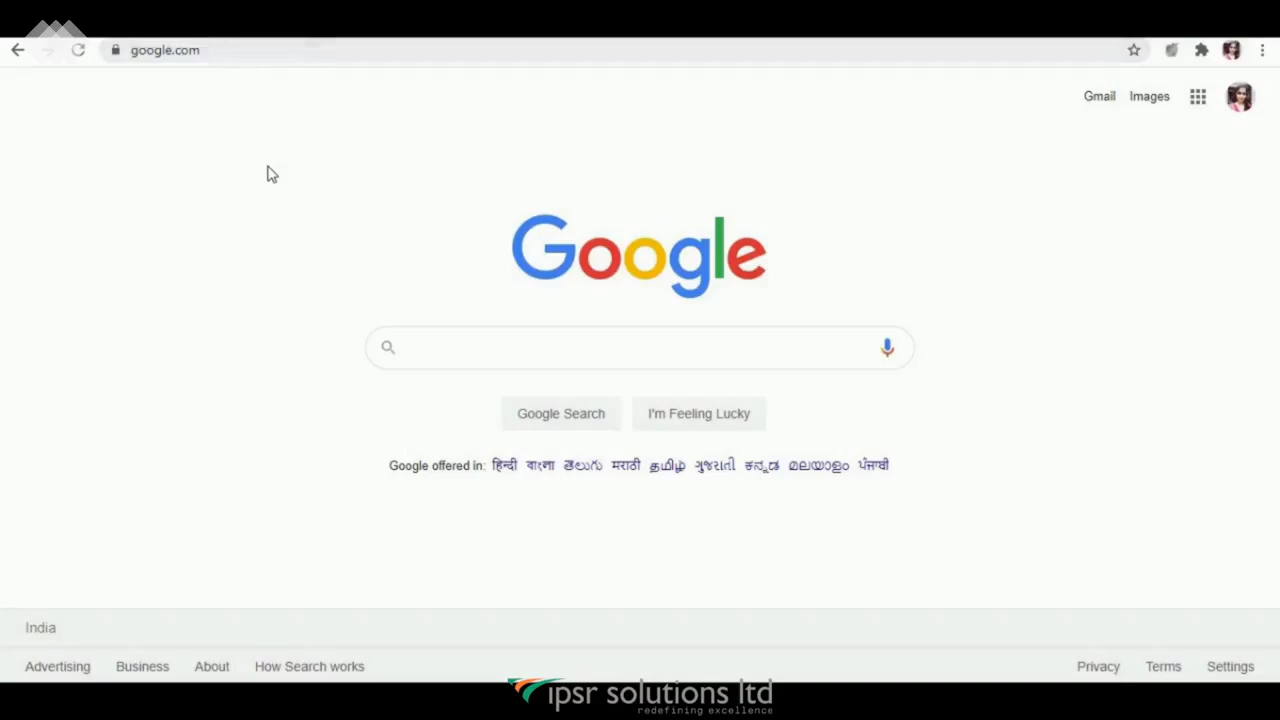 google.com
Gmail Images
Google
Google Search I'm Feeling Lucky
Google offered in: हिन्दी বাংলা తెలుగు मराठी தமிழ் ગુજરાતી ಕನ್ನಡ മലയാളം ਪੰਜਾਬੀ
India
Advertising Business About How Search works Privacy Terms Settings
ipsr solutions ltd
redefining excellence